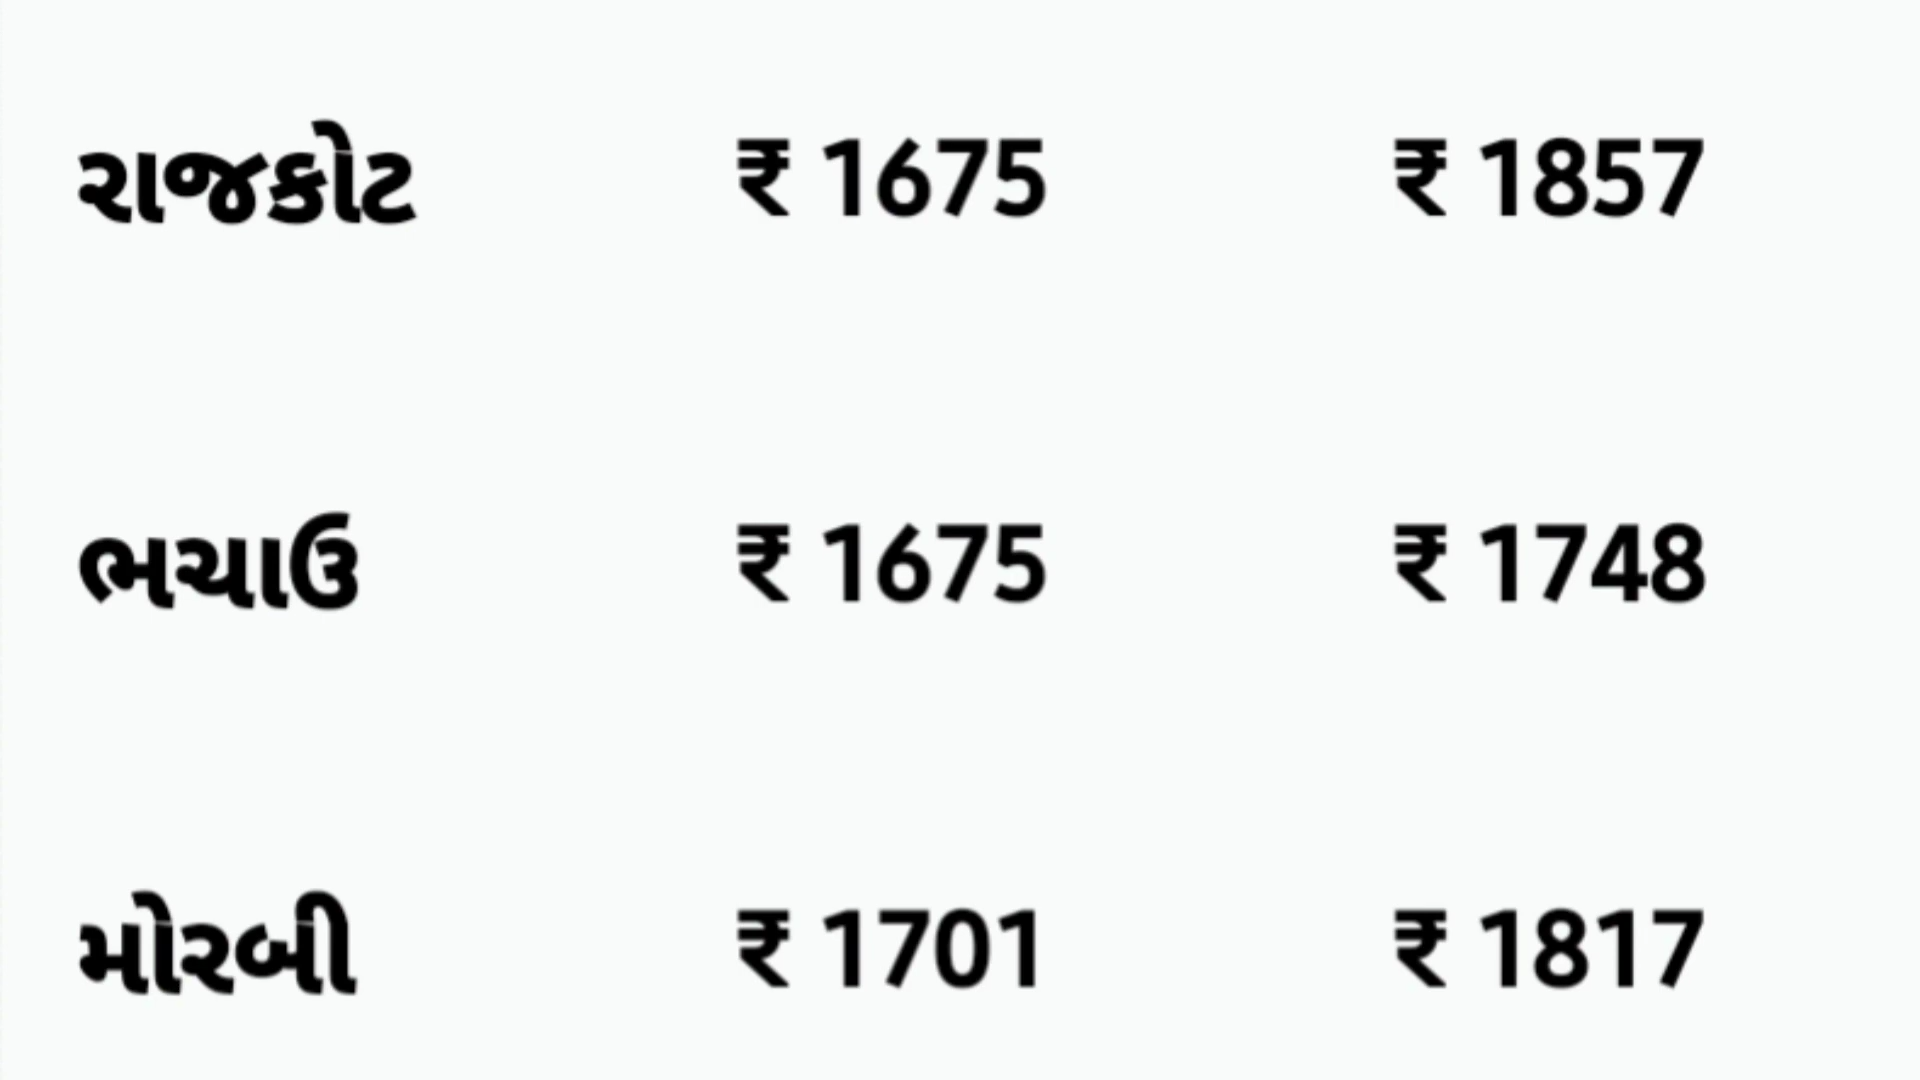 રાજકોટ ₹ 1675 ₹ 1857
ભચાઉ ₹ 1675 ₹ 1748
મોરબી ₹ 1701 ₹ 1817